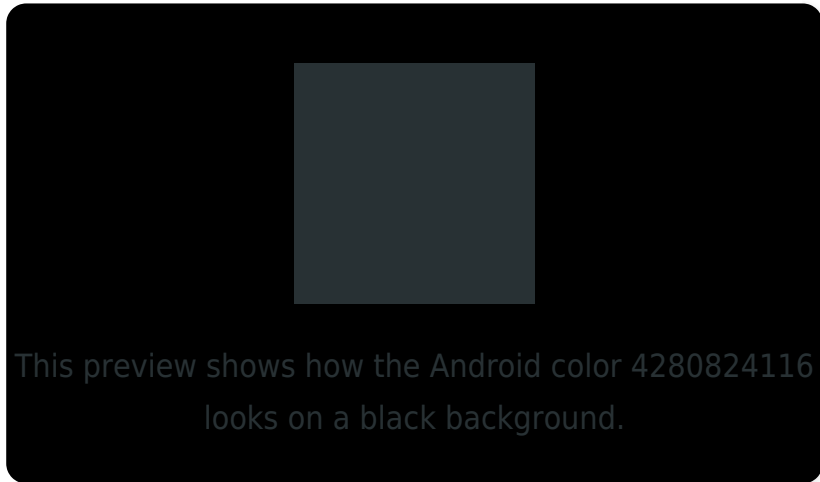 This preview shows how the Android color 4280824116
looks on a black background.